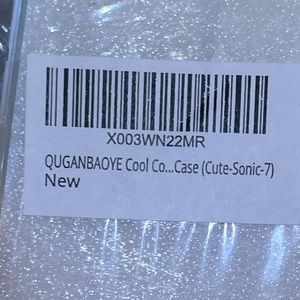 X003WN22MR
QUGANBAOYE Cool Co...Case (Cute-Sonic-7)
New